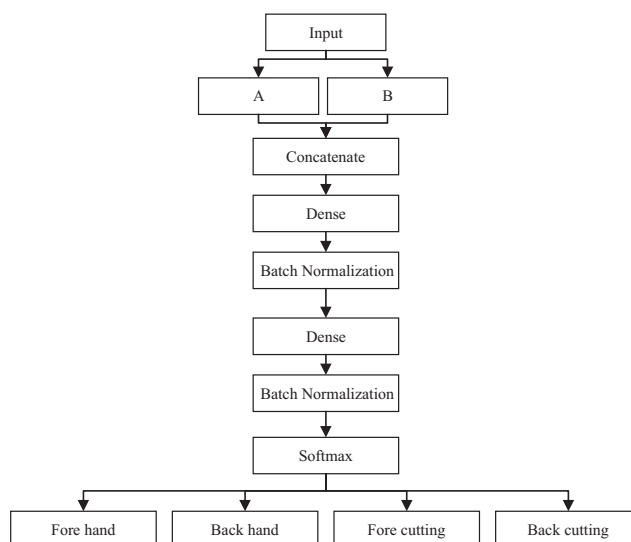 Input
A
B
Concatenate
Dense
Batch Normalization
Dense
Batch Normalization
Softmax
Fore hand
Back hand
Fore cutting
Back cutting